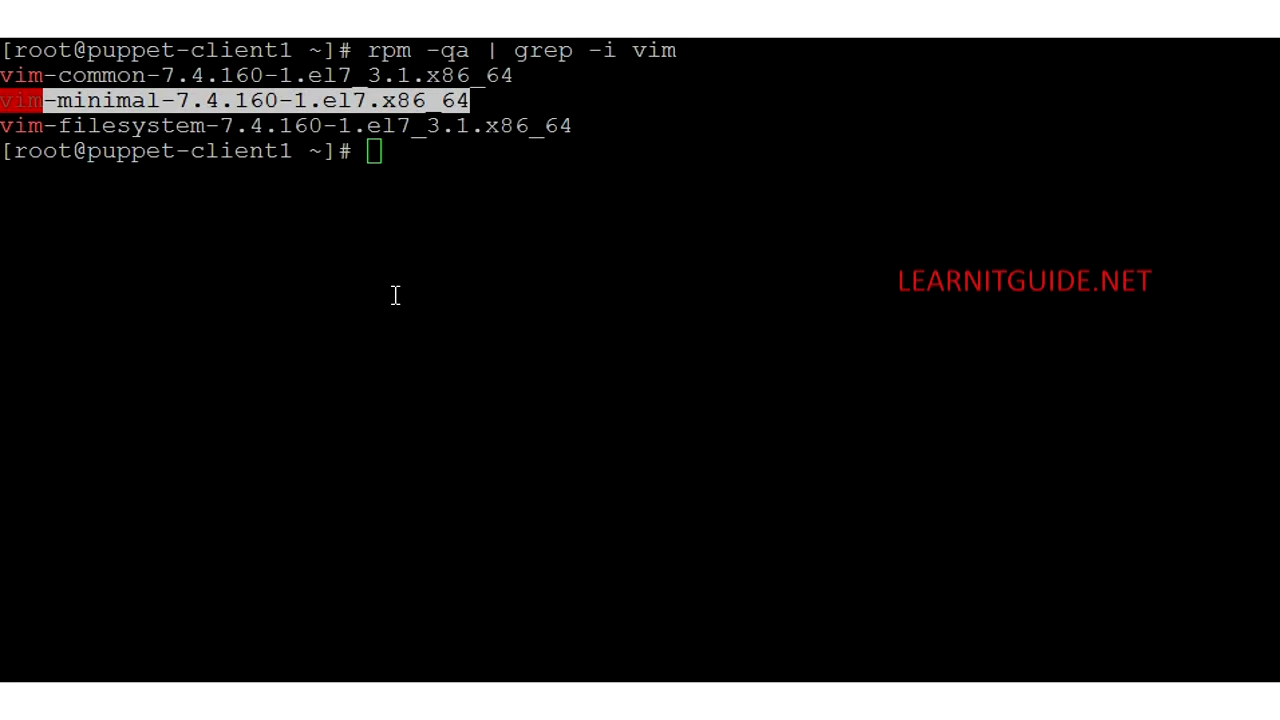 [root@puppet-client1 ~]# rpm -qa | grep -i vim
vim-common-7.4.160-1.el7_3.1.x86_64
vim-minimal-7.4.160-1.el7.x86_64
vim-filesystem-7.4.160-1.el7_3.1.x86_64
[root@puppet-client1 ~]#
LEARNITGUIDE.NET